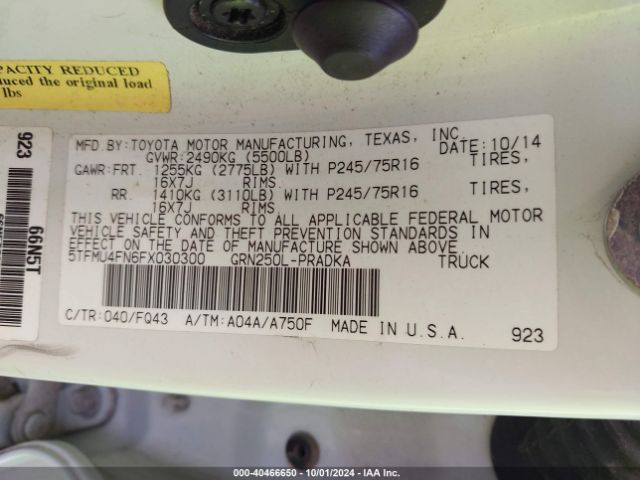 PACITY REDUCED
uced the original load
lbs
923
66N5T
MFD.BY:TOYOTA MOTOR MANUFACTURING, TEXAS, INC.
GVWR:2490KG (5500LB) DATE:10/14
GAWR:FRT. 1255KG (2775LB) WITH P245/75R16 TIRES,
16X7J RIMS
RR. 1410KG (3110LB) WITH P245/75R16 TIRES,
16X7J RIMS
THIS VEHICLE CONFORMS TO ALL APPLICABLE FEDERAL MOTOR
VEHICLE SAFETY AND THEFT PREVENTION STANDARDS IN
EFFECT ON THE DATE OF MANUFACTURE SHOWN ABOVE.
5TFMU4FN6FX030300 GRN250L-PRADKA TRUCK
C/TR:040/FQ43 A/TM:A04A/A750F MADE IN U.S.A. 923
000-40466650 • 10/01/2024 • IAA Inc.